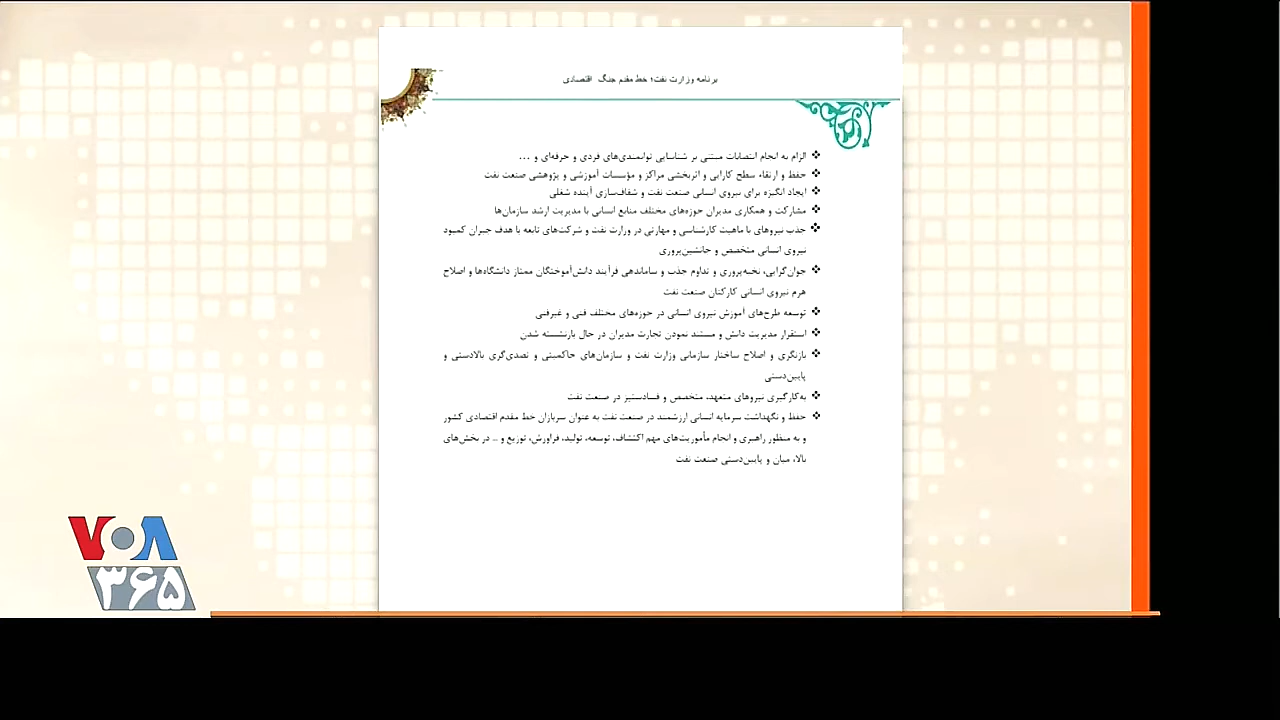 برنامه وزارت نفت؛ خط مقدم جنگ اقتصادی
❖ الزام به انجام انتصابات مبتنی بر شناسایی توانمندی‌های فردی و حرفه‌ای و ...
❖ حفظ و ارتقاء سطح کارایی و اثربخشی مراکز و مؤسسات آموزشی و پژوهشی صنعت نفت
❖ ایجاد انگیزه برای نیروی انسانی صنعت نفت و شفاف‌سازی آینده شغلی
❖ مشارکت و همکاری مدیران حوزه‌های مختلف منابع انسانی با مدیریت ارشد سازمان‌ها
❖ جذب نیروهای با ماهیت کارشناسی و مهارتی در وزارت نفت و شرکت‌های تابعه با هدف جبران کمبود
نیروی انسانی متخصص و جانشین‌پروری
❖ جوان‌گرایی، نخبه‌پروری و تداوم جذب و ساماندهی فرآیند دانش‌آموختگان ممتاز دانشگاه‌ها و اصلاح
هرم نیروی انسانی کارکنان صنعت نفت
❖ توسعه طرح‌های آموزش نیروی انسانی در حوزه‌های مختلف فنی و غیرفنی
❖ استقرار مدیریت دانش و مستند نمودن تجارت مدیران در حال بازنشسته شدن
❖ بازنگری و اصلاح ساختار سازمانی وزارت نفت و سازمان‌های حاکمیتی و تصدی‌گری بالادستی و
پایین‌دستی
❖ به‌کارگیری نیروهای متعهد، متخصص و فسادستیز در صنعت نفت
❖ حفظ و نگهداشت سرمایه انسانی ارزشمند در صنعت نفت به عنوان سربازان خط مقدم اقتصادی کشور
و به منظور راهبری و انجام مأموریت‌های مهم اکتشاف، توسعه، تولید، فراورش، توزیع و ... در بخش‌های
بالا، میان و پایین‌دستی صنعت نفت
VOA
۳۶۵